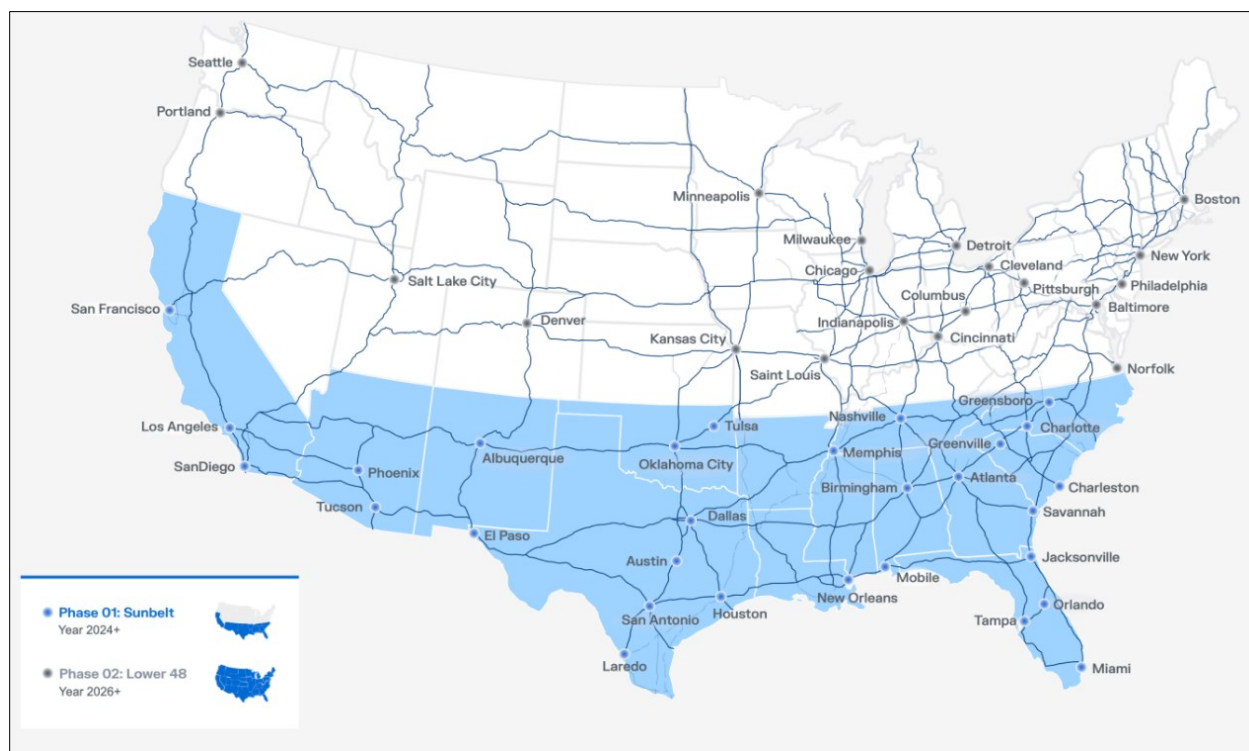 Seattle
Portland
Minneapolis
Boston
Milwaukee
Detroit
New York
Chicago
Cleveland
Salt Lake City
Pittsburgh
Philadelphia
Columbus
Baltimore
San Francisco
Denver
Indianapolis
Cincinnati
Kansas City
Saint Louis
Norfolk
Greensboro
Nashville
Los Angeles
Tulsa
Charlotte
Greenville
Albuquerque
Oklahoma City
Memphis
SanDiego
Phoenix
Atlanta
Birmingham
Charleston
Tucson
Dallas
Savannah
El Paso
Jacksonville
Austin
Mobile
New Orleans
Orlando
Houston
San Antonio
Tampa
Laredo
Miami
Phase 01: Sunbelt
Year 2024+
Phase 02: Lower 48
Year 2026+